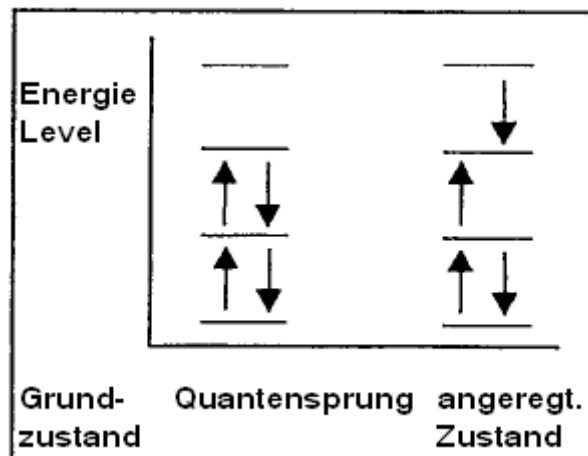 Energie
Level
Grund-
zustand
Quantensprung
angeregt.
Zustand